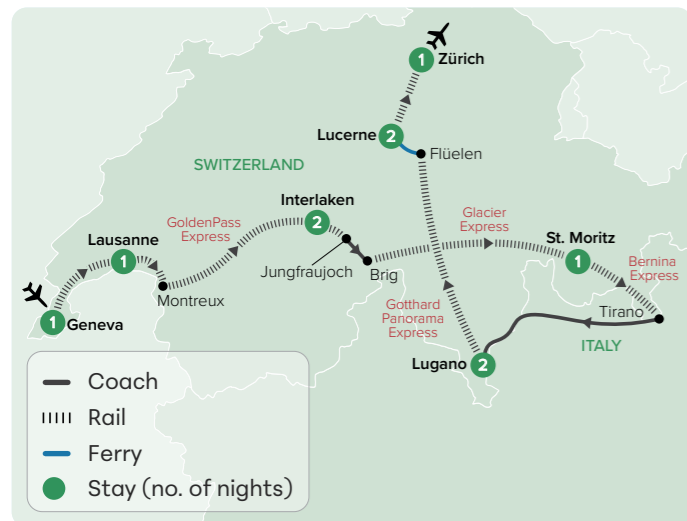 1
Zürich
Lucerne
2
Flüelen
SWITZERLAND
Interlaken
2
GoldenPass
Express
Glacier
Express
Lausanne
1
St. Moritz
1
Jungfraujoch
Brig
Bernina
Express
Montreux
Gotthard
Panorama
Express
Tirano
1
Geneva
ITALY
Lugano
2
Coach
Rail
Ferry
Stay (no. of nights)